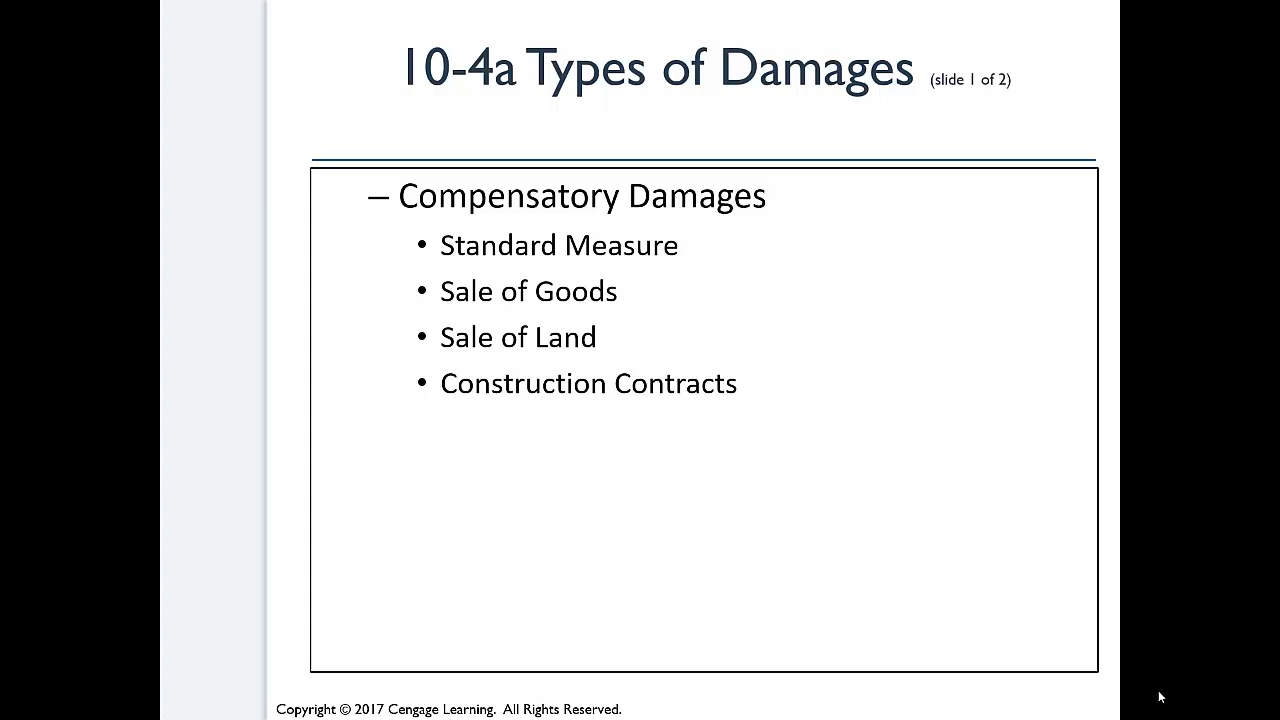 10-4a Types of Damages (slide 1 of 2)
– Compensatory Damages
• Standard Measure
• Sale of Goods
• Sale of Land
• Construction Contracts
Copyright © 2017 Cengage Learning. All Rights Reserved.